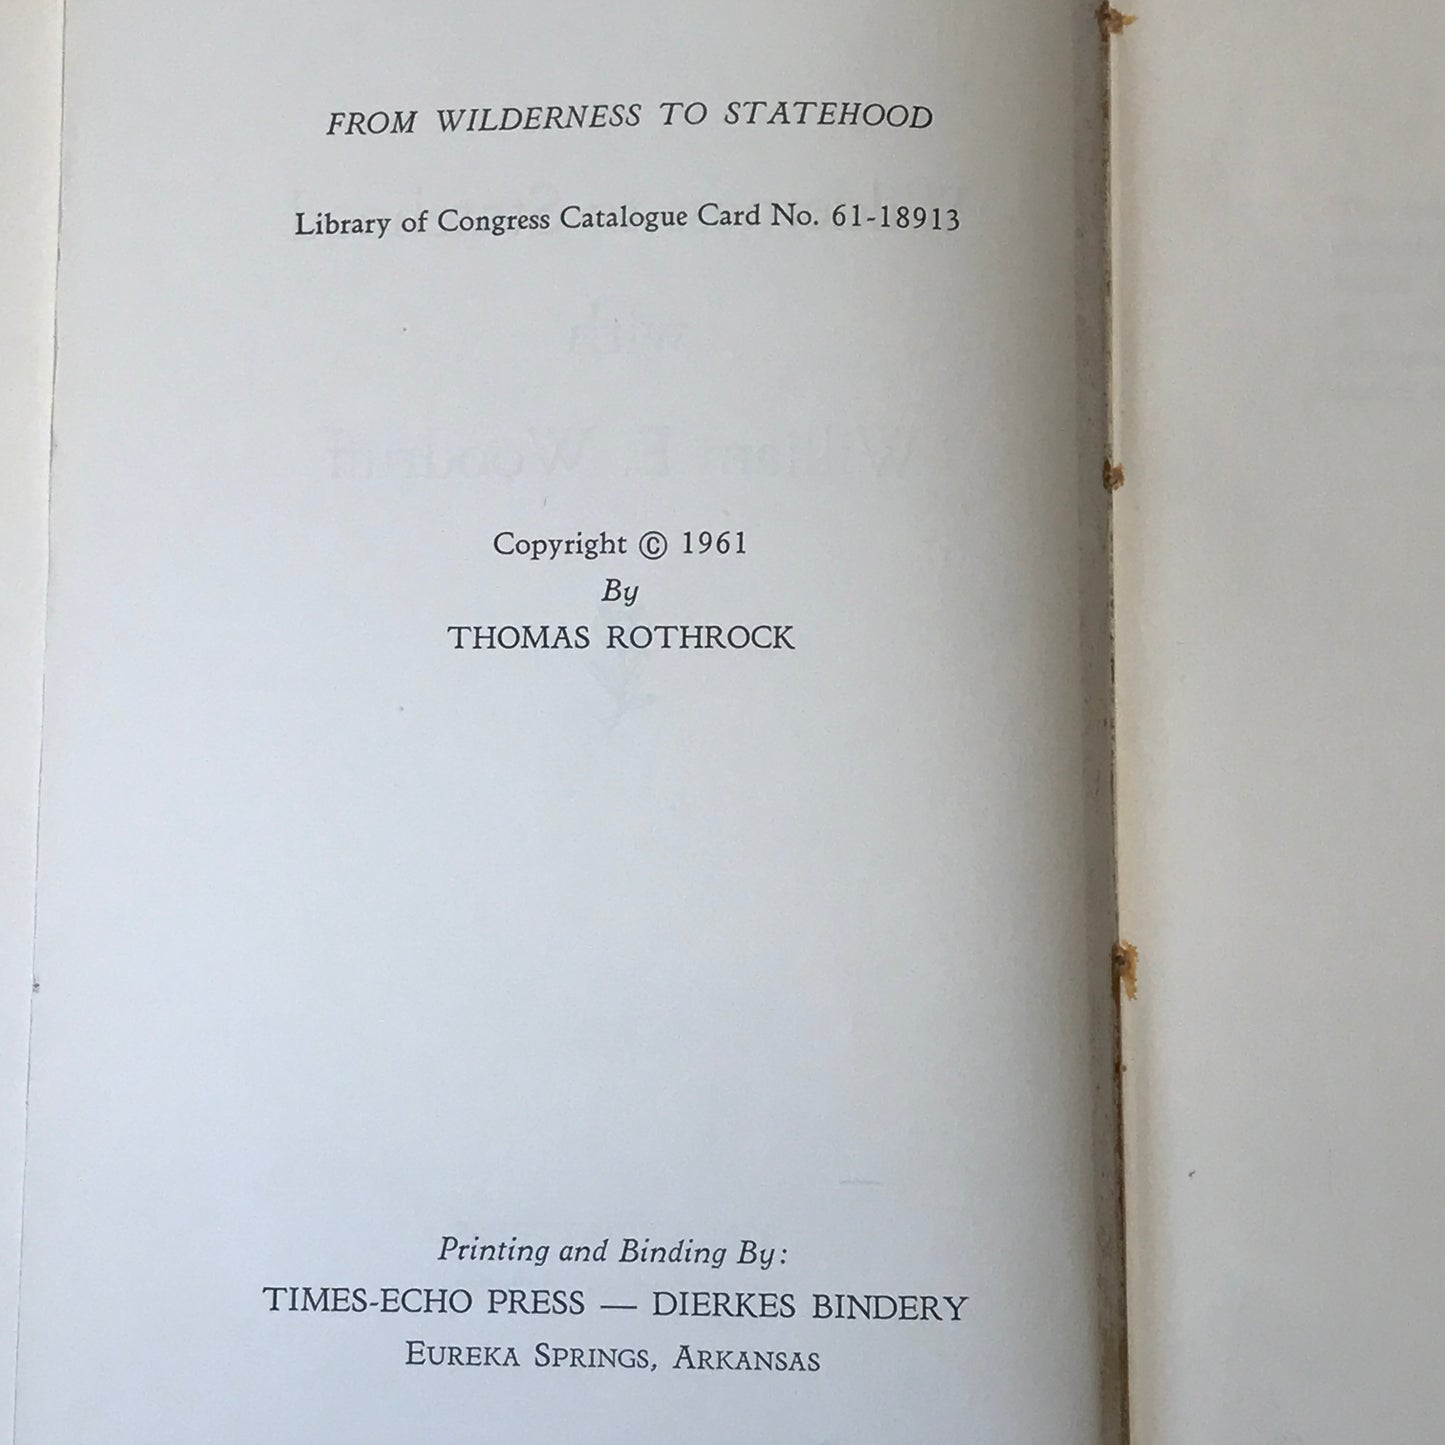 FROM WILDERNESS TO STATEHOOD
Library of Congress Catalogue Card No. 61-18913
Copyright © 1961
By
THOMAS ROTHROCK
Printing and Binding By:
TIMES-ECHO PRESS — DIERKES BINDERY
EUREKA SPRINGS, ARKANSAS